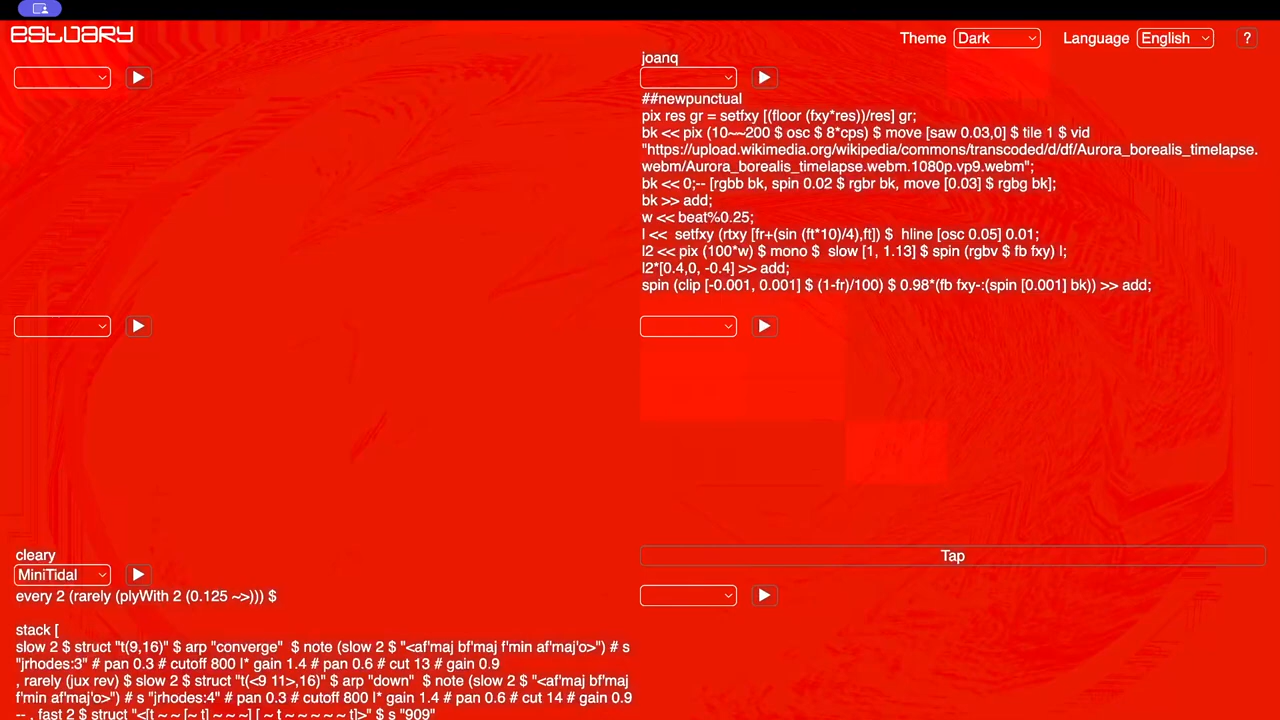 estuary
Theme Dark Language English ?
joanq
##newpunctual
pix res gr = setfxy [(floor (fxy*res))/res] gr;
bk << pix (10~~200 $ osc $ 8*cps) $ move [saw 0.03,0] $ tile 1 $ vid
"https://upload.wikimedia.org/wikipedia/commons/transcoded/d/df/Aurora_borealis_timelapse.
webm/Aurora_borealis_timelapse.webm.1080p.vp9.webm";
bk << 0;-- [rgbb bk, spin 0.02 $ rgbr bk, move [0.03] $ rgbg bk];
bk >> add;
w << beat%0.25;
l <<  setfxy (rtxy [fr+(sin (ft*10)/4),ft]) $  hline [osc 0.05] 0.01;
l2 << pix (100*w) $ mono $  slow [1, 1.13] $ spin (rgbv $ fb fxy) l;
l2*[0.4,0, -0.4] >> add;
spin (clip [-0.001, 0.001] $ (1-fr)/100) $ 0.98*(fb fxy-:(spin [0.001] bk)) >> add;
Tap
cleary
MiniTidal
every 2 (rarely (plyWith 2 (0.125 ~>))) $
stack [
slow 2 $ struct "t(9,16)" $ arp "converge"  $ note (slow 2 $ "<af'maj bf'maj f'min af'maj'o>") # s
"jrhodes:3" # pan 0.3 # cutoff 800 |* gain 1.4 # pan 0.6 # cut 13 # gain 0.9
, rarely (jux rev) $ slow 2 $ struct "t(<9 11>,16)" $ arp "down"  $ note (slow 2 $ "<af'maj bf'maj
f'min af'maj'o>") # s "jrhodes:4" # pan 0.3 # cutoff 800 |* gain 1.4 # pan 0.6 # cut 14 # gain 0.9
-- , fast 2 $ struct "<[t ~ ~ [~ t] ~ ~ ~] [ ~ t ~ ~ ~ ~ ~ t]>" $ s "909"